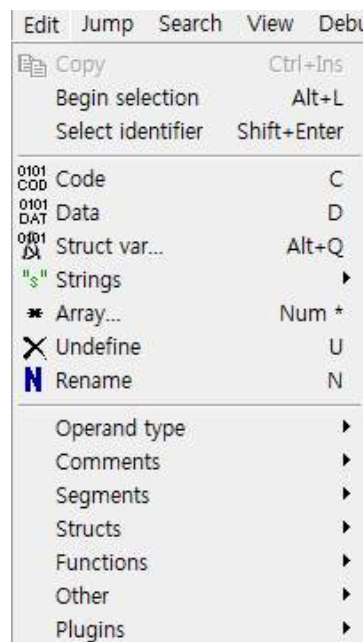 Edit Jump Search View Debu
Copy Ctrl+Ins
Begin selection Alt+L
Select identifier Shift+Enter
0101 COD Code C
0101 DAT Data D
Struct var... Alt+Q
"s" Strings
Array... Num *
Undefine U
N Rename N
Operand type
Comments
Segments
Structs
Functions
Other
Plugins